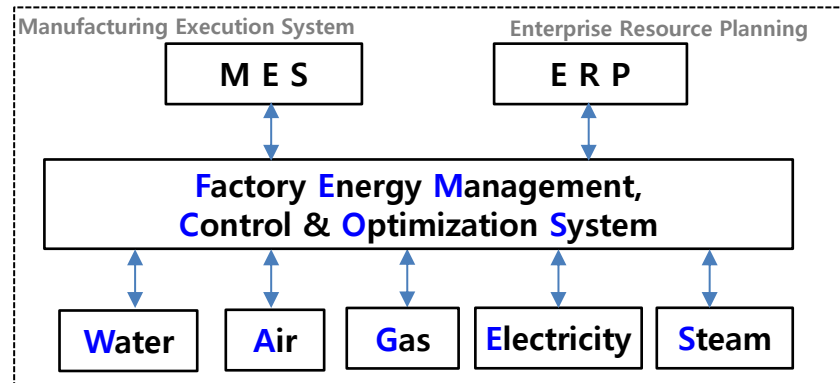 Manufacturing Execution System
Enterprise Resource Planning
M E S
E R P
Factory Energy Management,
Control & Optimization System
Water
Air
Gas
Electricity
Steam